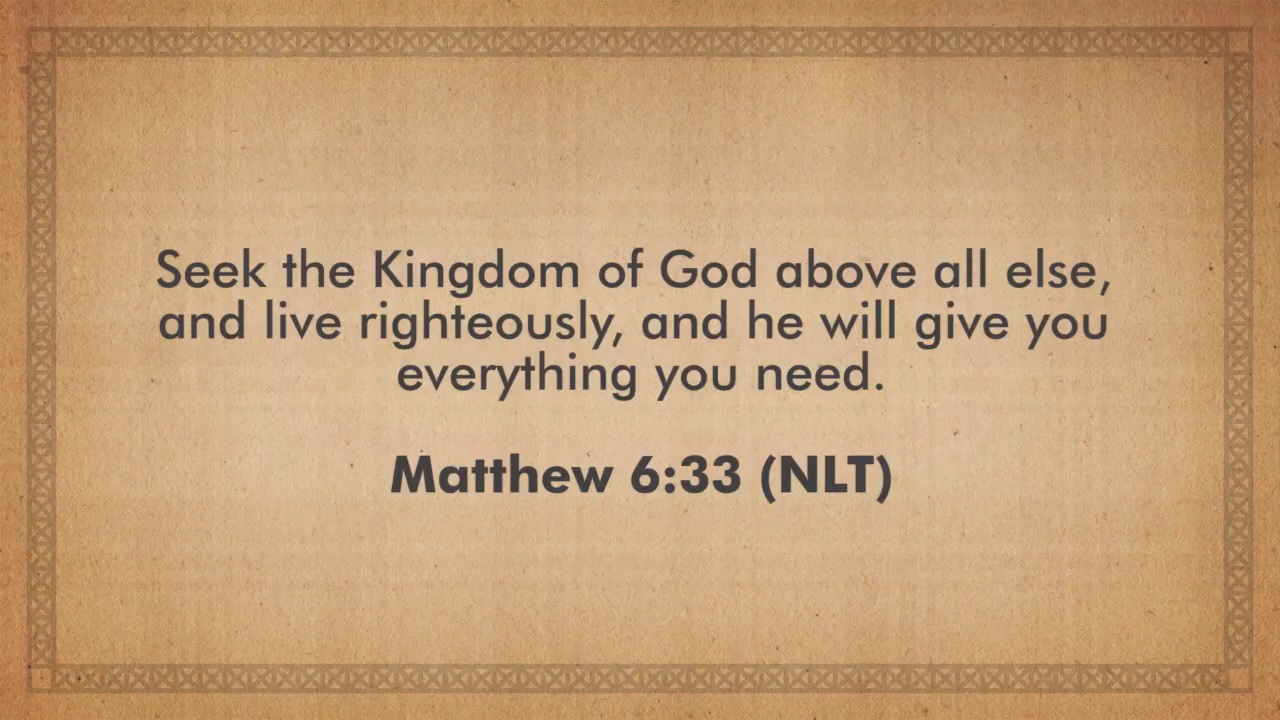 Seek the Kingdom of God above all else,
and live righteously, and he will give you
everything you need.
Matthew 6:33 (NLT)